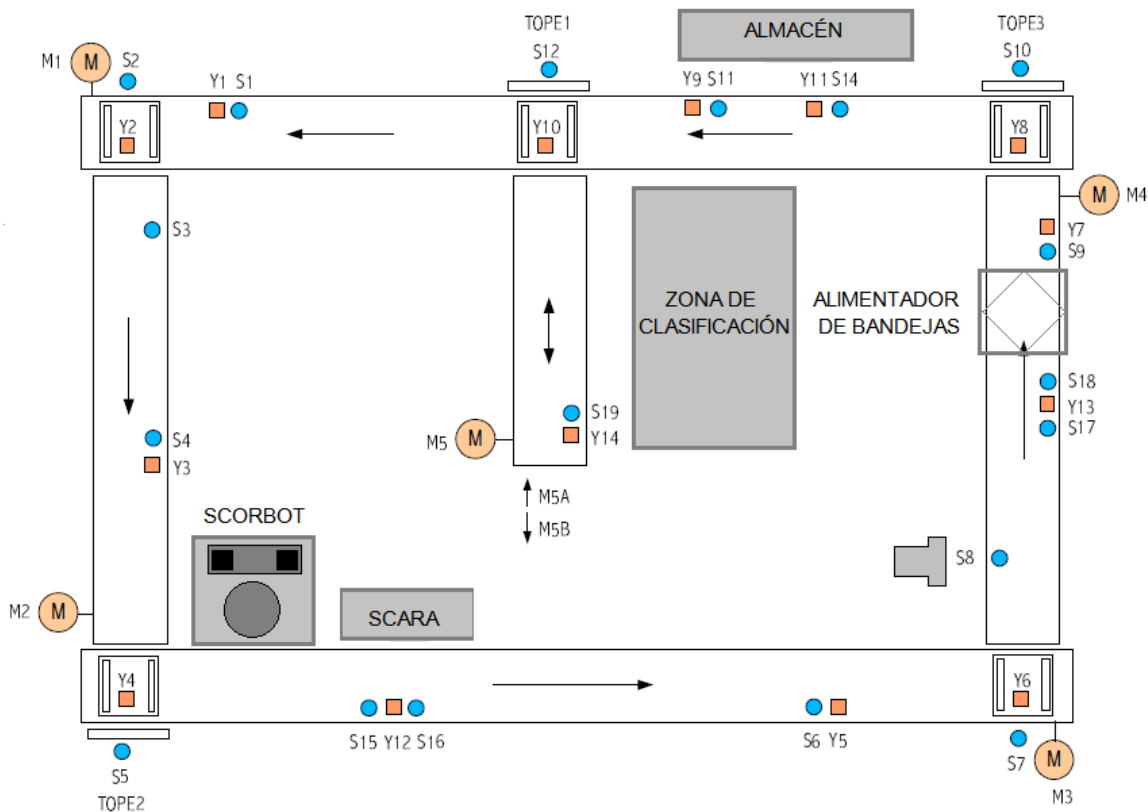 TOPE1
TOPE3
M1
M
S2
S12
ALMACÉN
S10
Y1 S1
Y9 S11
Y11 S14
Y2
Y10
Y8
M
M4
S3
Y7
S9
ZONA DE
CLASIFICACIÓN
ALIMENTADOR
DE BANDEJAS
S18
S19
Y13
S4
M5
M
Y14
S17
Y3
M5A
M5B
SCORBOT
S8
M2
M
SCARA
Y4
Y6
S15 Y12 S16
S6 Y5
S5
S7
M
TOPE2
M3